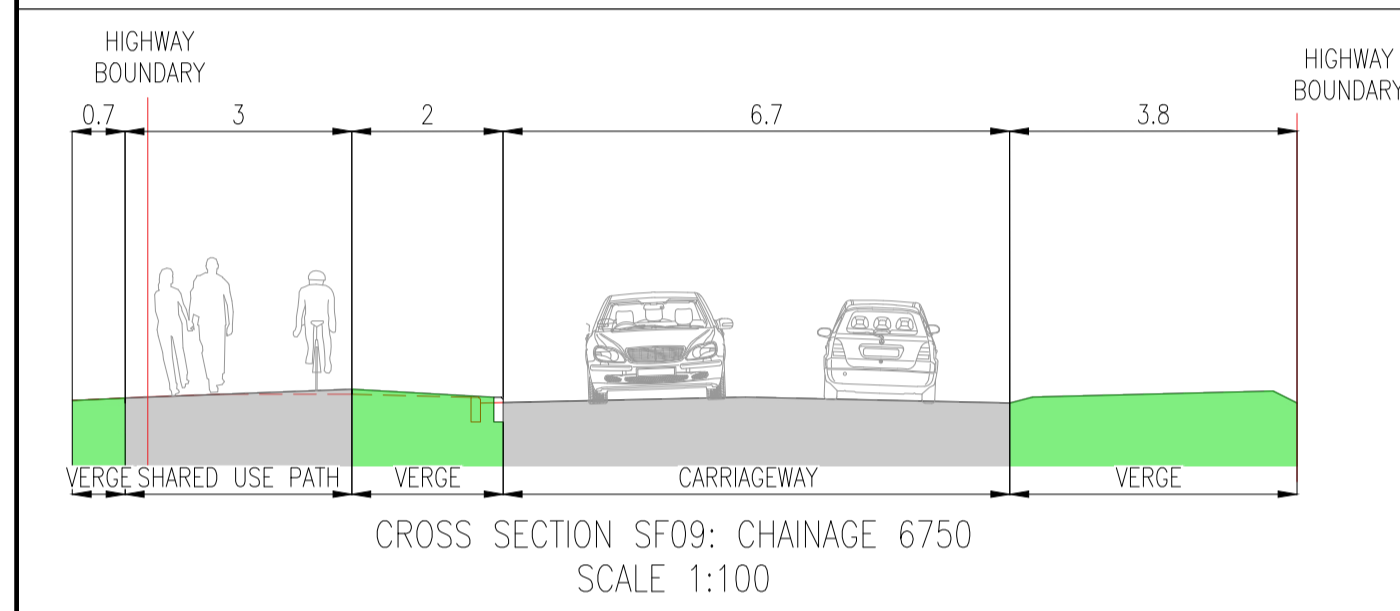 HIGHWAY
BOUNDARY
HIGHWAY
BOUNDARY
0.7 3 2 6.7 3.8
VERGE SHARED USE PATH VERGE CARRIAGEWAY VERGE
CROSS SECTION SF09: CHAINAGE 6750
SCALE 1:100